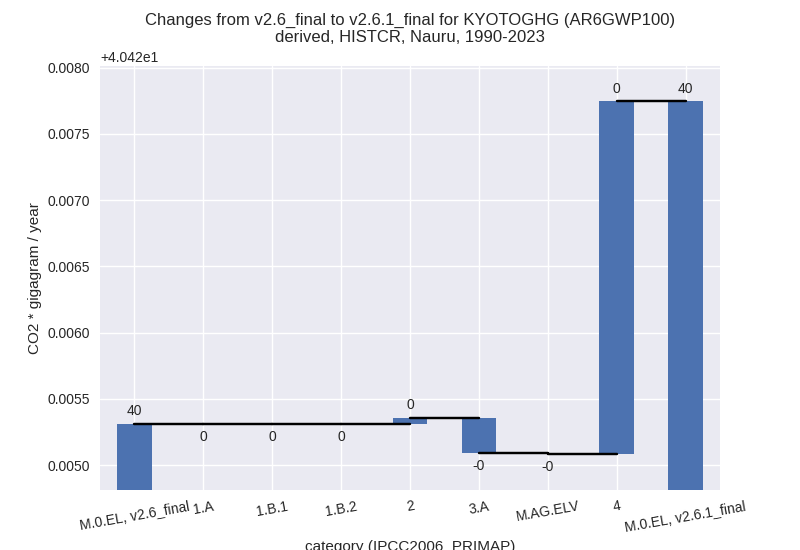 Changes from v2.6_final to v2.6.1_final for KYOTOGHG (AR6GWP100)
derived, HISTCR, Nauru, 1990-2023
+4.042e1
0.0080
0.0075
0.0070
0.0065
0.0060
0.0055
0.0050
CO2 * gigagram / year
40
0
0
0
0
-0
-0
0
40
M.0.EL, v2.6_final
1.A
1.B.1
1.B.2
2
3.A
M.AG.ELV
4
M.0.EL, v2.6.1_final
category (IPCC2006_PRIMAP)